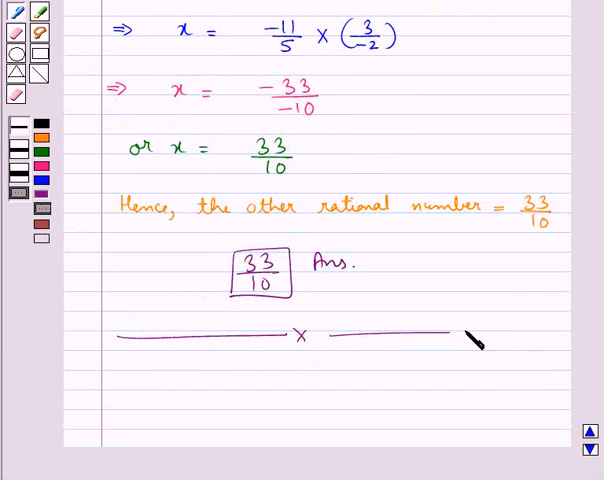 ⇒ x = -11/5 × (3/-2)
⇒ x = -33/-10
or x = 33/10
Hence, the other rational number = 33/10
33/10 Ans.
x